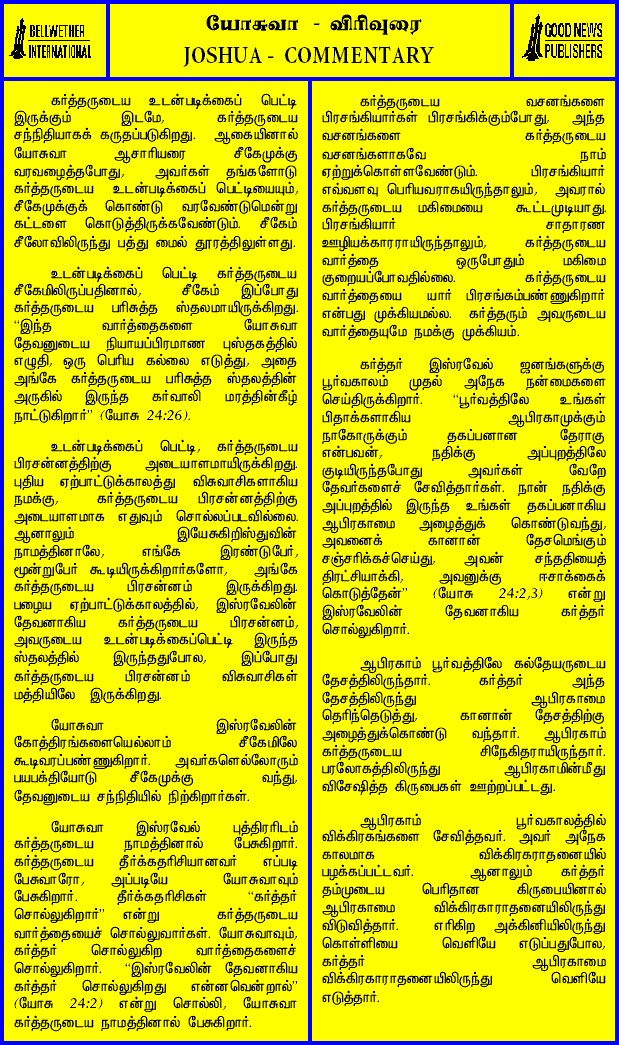 BELLWETHER
INTERNATIONAL
யோசுவா - விரிவுரை
JOSHUA - COMMENTARY
GOOD NEWS
PUBLISHERS
கர்த்தருடைய உடன்படிக்கைப் பெட்டி
இருக்கும் இடமே, கர்த்தருடைய
சந்நிதியாகக் கருதப்படுகிறது. ஆகையினால்
யோசுவா ஆசாரியரை சீகேமுக்கு
வரவழைத்தபோது, அவர்கள் தங்களோடு
கர்த்தருடைய உடன்படிக்கைப் பெட்டியையும்,
சீகேமுக்குக் கொண்டு வரவேண்டுமென்று
கட்டளை கொடுத்திருக்கவேண்டும். சீகேம்
சீலோவிலிருந்து பத்து மைல் தூரத்திலுள்ளது.
உடன்படிக்கைப் பெட்டி கர்த்தருடைய
சீகேமிலிருப்பதினால், சீகேம் இப்போது
கர்த்தருடைய பரிசுத்த ஸ்தலமாயிருக்கிறது.
“இந்த வார்த்தைகளை யோசுவா
தேவனுடைய நியாயப்பிரமாண புஸ்தகத்தில்
எழுதி, ஒரு பெரிய கல்லை எடுத்து, அதை
அங்கே கர்த்தருடைய பரிசுத்த ஸ்தலத்தின்
அருகில் இருந்த கர்வாலி மரத்தின்கீழ்
நாட்டுகிறார்” (யோசு 24:26).
உடன்படிக்கைப் பெட்டி, கர்த்தருடைய
பிரசன்னத்திற்கு அடையாளமாயிருக்கிறது.
புதிய ஏற்பாட்டுக்காலத்து விசுவாசிகளாகிய
நமக்கு, கர்த்தருடைய பிரசன்னத்திற்கு
அடையாளமாக எதுவும் சொல்லப்படவில்லை.
ஆனாலும் இயேசுகிறிஸ்துவின்
நாமத்தினாலே, எங்கே இரண்டுபேர்,
மூன்றுபேர் கூடியிருக்கிறார்களோ, அங்கே
கர்த்தருடைய பிரசன்னம் இருக்கிறது.
பழைய ஏற்பாட்டுக்காலத்தில், இஸ்ரவேலின்
தேவனாகிய கர்த்தருடைய பிரசன்னம்,
அவருடைய உடன்படிக்கைப்பெட்டி இருந்த
ஸ்தலத்தில் இருந்ததுபோல, இப்போது
கர்த்தருடைய பிரசன்னம் விசுவாசிகள்
மத்தியிலே இருக்கிறது.
யோசுவா இஸ்ரவேலின்
கோத்திரங்களையெல்லாம் சீகேமிலே
கூடிவரப்பண்ணுகிறார். அவர்களெல்லோரும்
பயபக்தியோடு சீகேமுக்கு வந்து,
தேவனுடைய சந்நிதியில் நிற்கிறார்கள்.
யோசுவா இஸ்ரவேல் புத்திரரிடம்
கர்த்தருடைய நாமத்தினால் பேசுகிறார்.
கர்த்தருடைய தீர்க்கதரிசியானவர் எப்படி
பேசுவாரோ, அப்படியே யோசுவாவும்
பேசுகிறார். தீர்க்கதரிசிகள் “கர்த்தர்
சொல்லுகிறார்” என்று கர்த்தருடைய
வார்த்தையைச் சொல்லுவார்கள். யோசுவாவும்,
கர்த்தர் சொல்லுகிற வார்த்தைகளைச்
சொல்லுகிறார். “இஸ்ரவேலின் தேவனாகிய
கர்த்தர் சொல்லுகிறது என்னவென்றால்”
(யோசு 24:2) என்று சொல்லி, யோசுவா
கர்த்தருடைய நாமத்தினால் பேசுகிறார்.
கர்த்தருடைய வசனங்களை
பிரசங்கியார்கள் பிரசங்கிக்கும்போது, அந்த
வசனங்களை கர்த்தருடைய
வசனங்களாகவே நாம்
ஏற்றுக்கொள்ளவேண்டும். பிரசங்கியார்
எவ்வளவு பெரியவராகயிருந்தாலும், அவரால்
கர்த்தருடைய மகிமையை கூட்டமுடியாது.
பிரசங்கியார் சாதாரண
ஊழியக்காரராயிருந்தாலும், கர்த்தருடைய
வார்த்தை ஒருபோதும் மகிமை
குறையப்போவதில்லை. கர்த்தருடைய
வார்த்தையை யார் பிரசங்கம்பண்ணுகிறார்
என்பது முக்கியமல்ல. கர்த்தரும் அவருடைய
வார்த்தையுமே நமக்கு முக்கியம்.
கர்த்தர் இஸ்ரவேல் ஜனங்களுக்கு
பூர்வகாலம் முதல் அநேக நன்மைகளை
செய்திருக்கிறார். “பூர்வத்திலே உங்கள்
பிதாக்களாகிய ஆபிரகாமுக்கும்
நாகோருக்கும் தகப்பனான தேராகு
என்பவன், நதிக்கு அப்புறத்திலே
குடியிருந்தபோது அவர்கள் வேறே
தேவர்களைச் சேவித்தார்கள். நான் நதிக்கு
அப்புறத்தில் இருந்த உங்கள் தகப்பனாகிய
ஆபிரகாமை அழைத்துக் கொண்டுவந்து,
அவனைக் கானான் தேசமெங்கும்
சஞ்சரிக்கச்செய்து, அவன் சந்ததியைத்
திரட்சியாக்கி, அவனுக்கு ஈசாக்கைக்
கொடுத்தேன்” (யோசு 24:2,3) என்று
இஸ்ரவேலின் தேவனாகிய கர்த்தர்
சொல்லுகிறார்.
ஆபிரகாம் பூர்வத்திலே கல்தேயருடைய
தேசத்திலிருந்தார். கர்த்தர் அந்த
தேசத்திலிருந்து ஆபிரகாமை
தெரிந்தெடுத்து, கானான் தேசத்திற்கு
அழைத்துக்கொண்டு வந்தார். ஆபிரகாம்
கர்த்தருடைய சிநேகிதராயிருந்தார்.
பரலோகத்திலிருந்து ஆபிரகாமின்மீது
விசேஷித்த கிருபைகள் ஊற்றப்பட்டது.
ஆபிரகாம் பூர்வகாலத்தில்
விக்கிரகங்களை சேவித்தவர். அவர் அநேக
காலமாக விக்கிரகராதனையில்
பழக்கப்பட்டவர். ஆனாலும் கர்த்தர்
தம்முடைய பெரிதான கிருபையினால்
ஆபிரகாமை விக்கிரகாராதனையிலிருந்து
விடுவித்தார். எரிகிற அக்கினியிலிருந்து
கொள்ளியை வெளியே எடுப்பதுபோல,
கர்த்தர் ஆபிரகாமை
விக்கிரகாராதனையிலிருந்து வெளியே
எடுத்தார்.